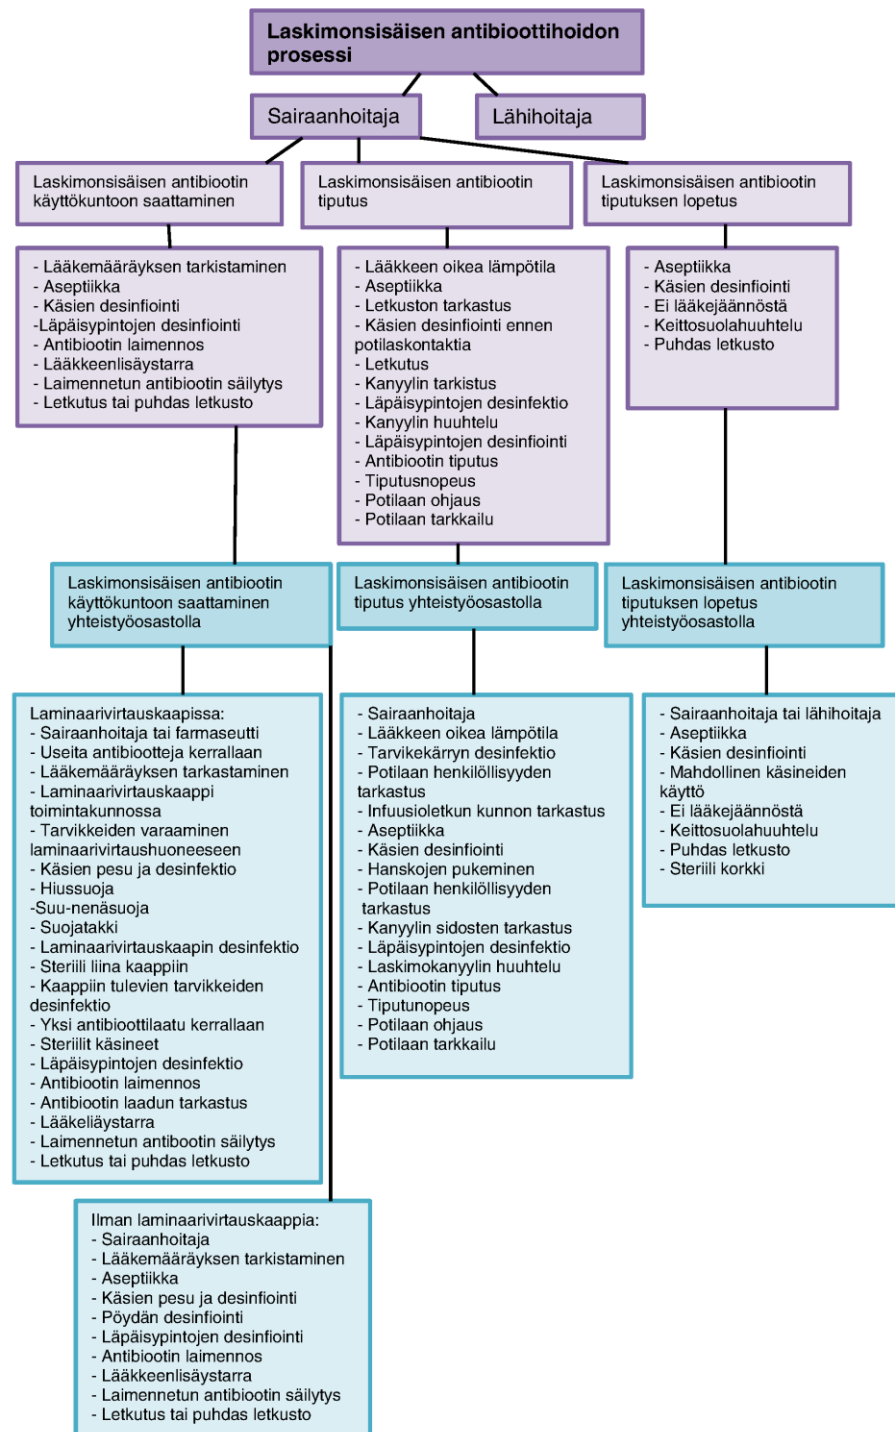 Laskimonsisäisen antibioottihoidon
prosessi
Sairaanhoitaja
Lähihoitaja
Laskimonsisäisen antibiootin
käyttökuntoon saattaminen
Laskimonsisäisen antibiootin
tiputus
Laskimonsisäisen antibiootin
tiputuksen lopetus
- Lääkemääräyksen tarkistaminen
- Aseptiikka
- Käsien desinfiointi
-Läpäisypintojen desinfiointi
- Antibiootin laimennos
- Lääkkeenlisäystarra
- Laimennetun antibiootin säilytys
- Letkutus tai puhdas letkusto
- Lääkkeen oikea lämpötila
- Aseptiikka
- Letkuston tarkastus
- Käsien desinfiointi ennen
potilaskontaktia
- Letkutus
- Kanyylin tarkistus
- Läpäisypintojen desinfektio
- Kanyylin huuhtelu
- Läpäisypintojen desinfiointi
- Antibiootin tiputus
- Tiputusnopeus
- Potilaan ohjaus
- Potilaan tarkkailu
- Aseptiikka
- Käsien desinfiointi
- Ei lääkejäännöstä
- Keittosuolahuuhtelu
- Puhdas letkusto
Laskimonsisäisen antibiootin
käyttökuntoon saattaminen
yhteistyöosastolla
Laskimonsisäisen antibiootin
tiputus yhteistyöosastolla
Laskimonsisäisen antibiootin
tiputuksen lopetus
yhteistyöosastolla
Laminaarivirtauskaapissa:
- Sairaanhoitaja tai farmaseutti
- Useita antibiootteja kerrallaan
- Lääkemääräyksen tarkastaminen
- Laminaarivirtauskaappi
toimintakunnossa
- Tarvikkeiden varaaminen
laminaarivirtaushuoneeseen
- Käsien pesu ja desinfektio
- Hiussuoja
-Suu-nenäsuoja
- Suojatakki
- Laminaarivirtauskaapin desinfektio
- Steriili liina kaappiin
- Kaappiin tulevien tarvikkeiden
desinfektio
- Yksi antibioottilaatu kerrallaan
- Steriilit käsineet
- Läpäisypintojen desinfektio
- Antibiootin laimennos
- Antibiootin laadun tarkastus
- Lääkeliäystarra
- Laimennetun antibootin säilytys
- Letkutus tai puhdas letkusto
- Sairaanhoitaja
- Lääkkeen oikea lämpötila
- Tarvikekärryn desinfektio
- Potilaan henkilöllisyyden
tarkastus
- Infuusioletkun kunnon tarkastus
- Aseptiikka
- Käsien desinfiointi
- Hanskojen pukeminen
- Potilaan henkilöllisyyden
tarkastus
- Kanyylin sidosten tarkastus
- Läpäisypintojen desinfektio
- Laskimokanyylin huuhtelu
- Antibiootin tiputus
- Tiputunopeus
- Potilaan ohjaus
- Potilaan tarkkailu
- Sairaanhoitaja tai lähihoitaja
- Aseptiikka
- Käsien desinfiointi
- Mahdollinen käsineiden
käyttö
- Ei lääkejäännöstä
- Keittosuolahuuhtelu
- Puhdas letkusto
- Steriili korkki
Ilman laminaarivirtauskaappia:
- Sairaanhoitaja
- Lääkemääräyksen tarkistaminen
- Aseptiikka
- Käsien pesu ja desinfiointi
- Pöydän desinfiointi
- Läpäisypintojen desinfiointi
- Antibiootin laimennos
- Lääkkeenlisäystarra
- Laimennetun antibiootin säilytys
- Letkutus tai puhdas letkusto